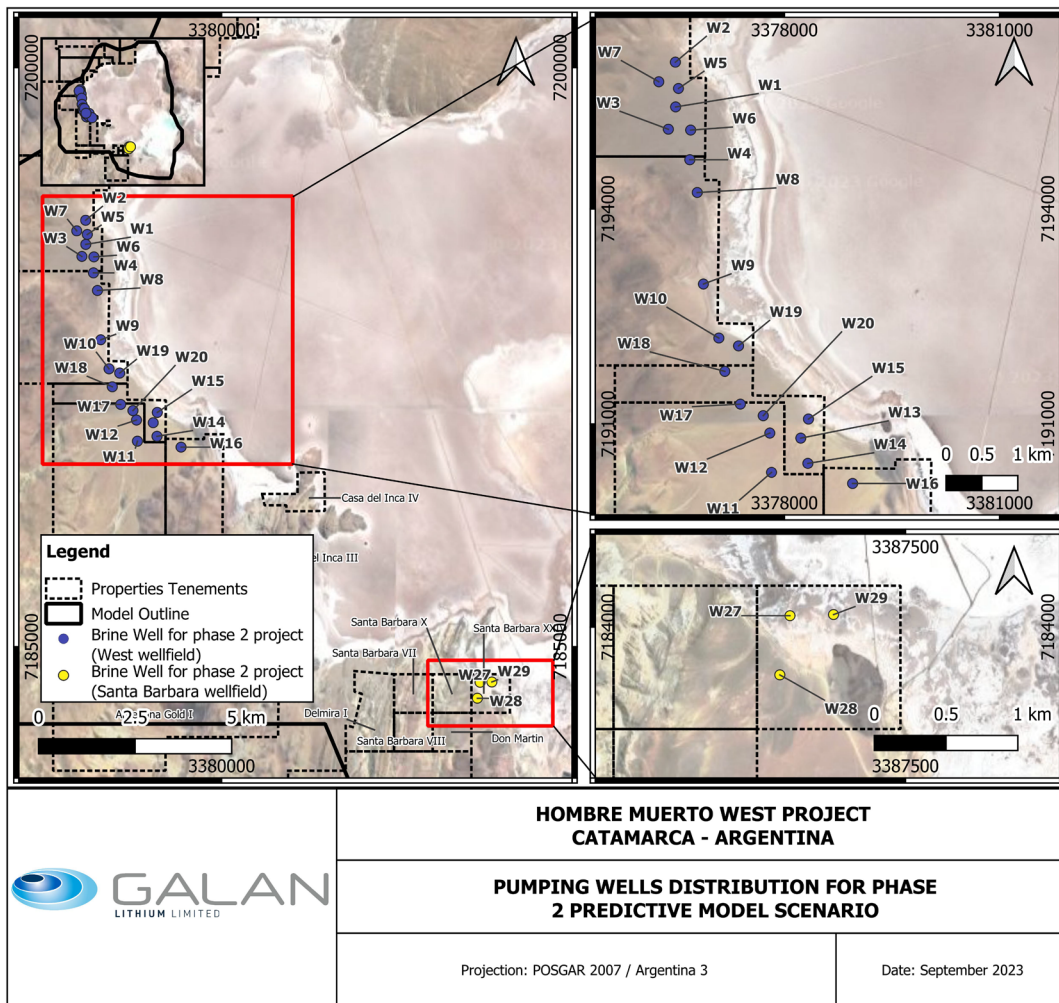 3380000
7200000
W2
W7
W5
W1
W3
W6
W4
W8
W9
W10
W19
W20
W18
W15
W17
W14
W12
W16
W11
Casa del Inca IV
el Inca III
Santa Barbara XX
Santa Barbara X
Santa Barbara VII
W27
W29
W28
Delmira I
Santa Barbara VIII
Don Martin
7185000
7185000
Legend
Properties Tenements
Model Outline
Brine Well for phase 2 project
(West wellfield)
Brine Well for phase 2 project
(Santa Barbara wellfield)
0 2.5 5 km
3380000
3378000 3381000
W2
W7
W5
W1
W3
W6
W4
W8
7194000
7194000
W9
W10
W19
W20
W18
W15
W13
W17
7191000
7191000
W14
W12
W16
W11
0 0.5 1 km
3378000 3381000
3387500
W27
W29
7184000
7184000
W28
0 0.5 1 km
3387500
GALAN
LITHIUM LIMITED
HOMBRE MUERTO WEST PROJECT
CATAMARCA - ARGENTINA
PUMPING WELLS DISTRIBUTION FOR PHASE
2 PREDICTIVE MODEL SCENARIO
Projection: POSGAR 2007 / Argentina 3
Date: September 2023